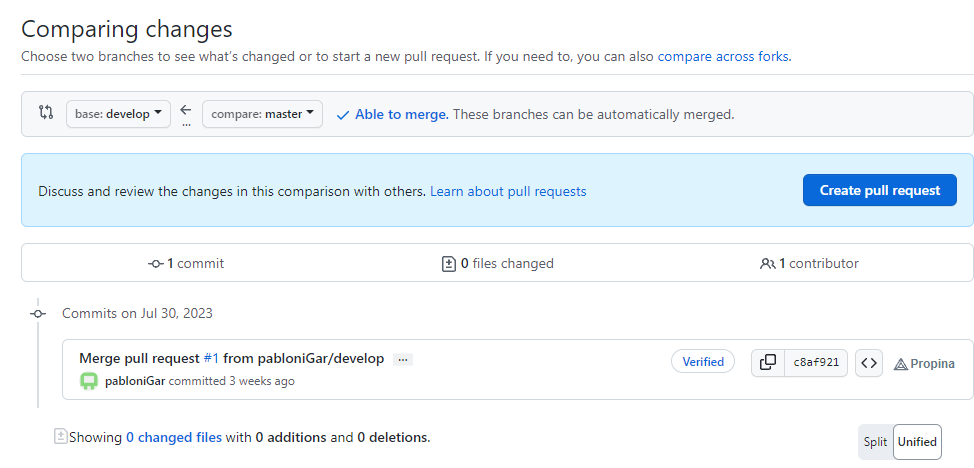 Comparing changes
Choose two branches to see what's changed or to start a new pull request. If you need to, you can also compare across forks.
base: develop ← compare: master ✓ Able to merge. These branches can be automatically merged.
...
Discuss and review the changes in this comparison with others. Learn about pull requests Create pull request
1 commit 0 files changed 1 contributor
Commits on Jul 30, 2023
Merge pull request #1 from pabloniGar/develop ... Verified c8af921 <> Propina
pabloniGar committed 3 weeks ago
Showing 0 changed files with 0 additions and 0 deletions. Split Unified